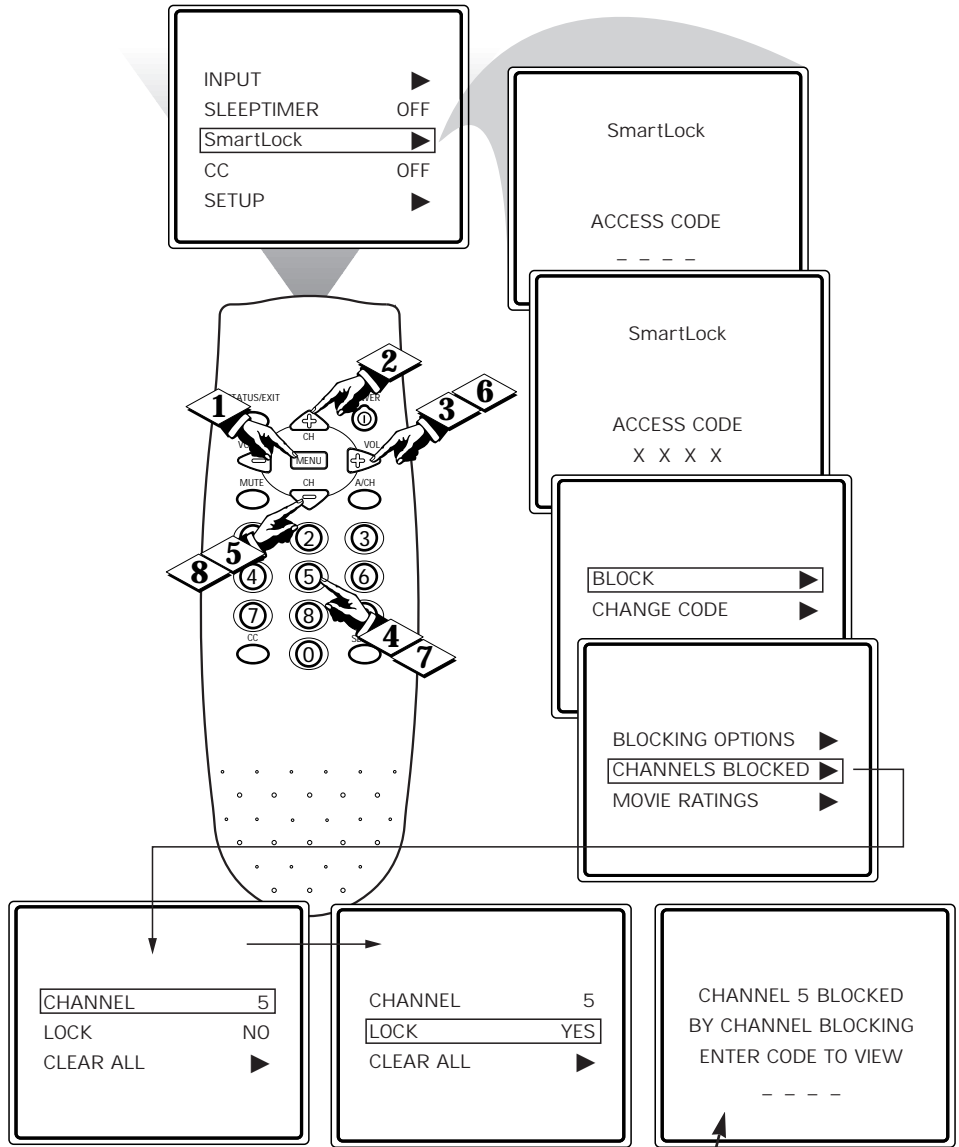 INPUT ▶
SLEEPTIMER OFF
SmartLock ▶
CC OFF
SETUP ▶
SmartLock
ACCESS CODE
_ _ _ _
SmartLock
ACCESS CODE
X X X X
BLOCK ▶
CHANGE CODE ▶
BLOCKING OPTIONS ▶
CHANNELS BLOCKED ▶
MOVIE RATINGS ▶
2
1
3 6
CH
VOL
MENU
MUTE CH A/CH
2 3
8 5
4 5 6
7 8
4
7
CC
0
CHANNEL 5
LOCK NO
CLEAR ALL ▶
CHANNEL 5
LOCK YES
CLEAR ALL ▶
CHANNEL 5 BLOCKED
BY CHANNEL BLOCKING
ENTER CODE TO VIEW
_ _ _ _